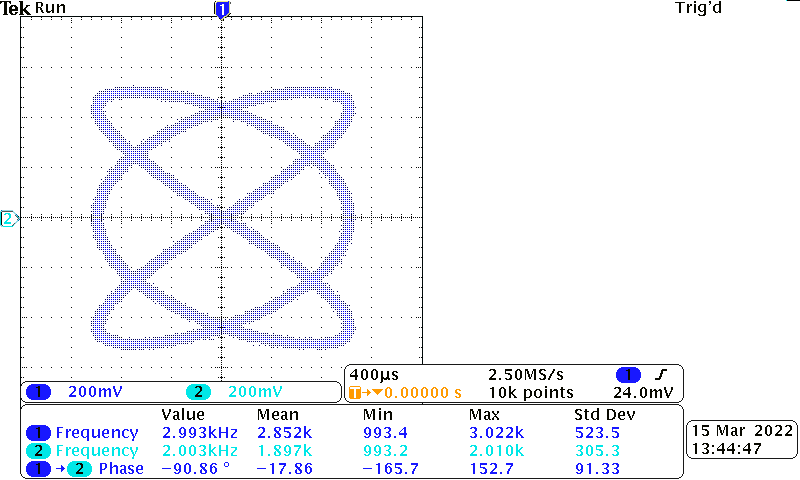 Tek Run 1 Trig'd
2
1 200mV 2 200mV
400µs 2.50MS/s 1
T→▼0.00000 s 10k points 24.0mV
Value Mean Min Max Std Dev
1 Frequency 2.993kHz 2.852k 993.4 3.022k 523.5
2 Frequency 2.003kHz 1.897k 993.2 2.010k 305.3
1 → 2 Phase −90.86 ° −17.86 −165.7 152.7 91.33
15 Mar 2022
13:44:47